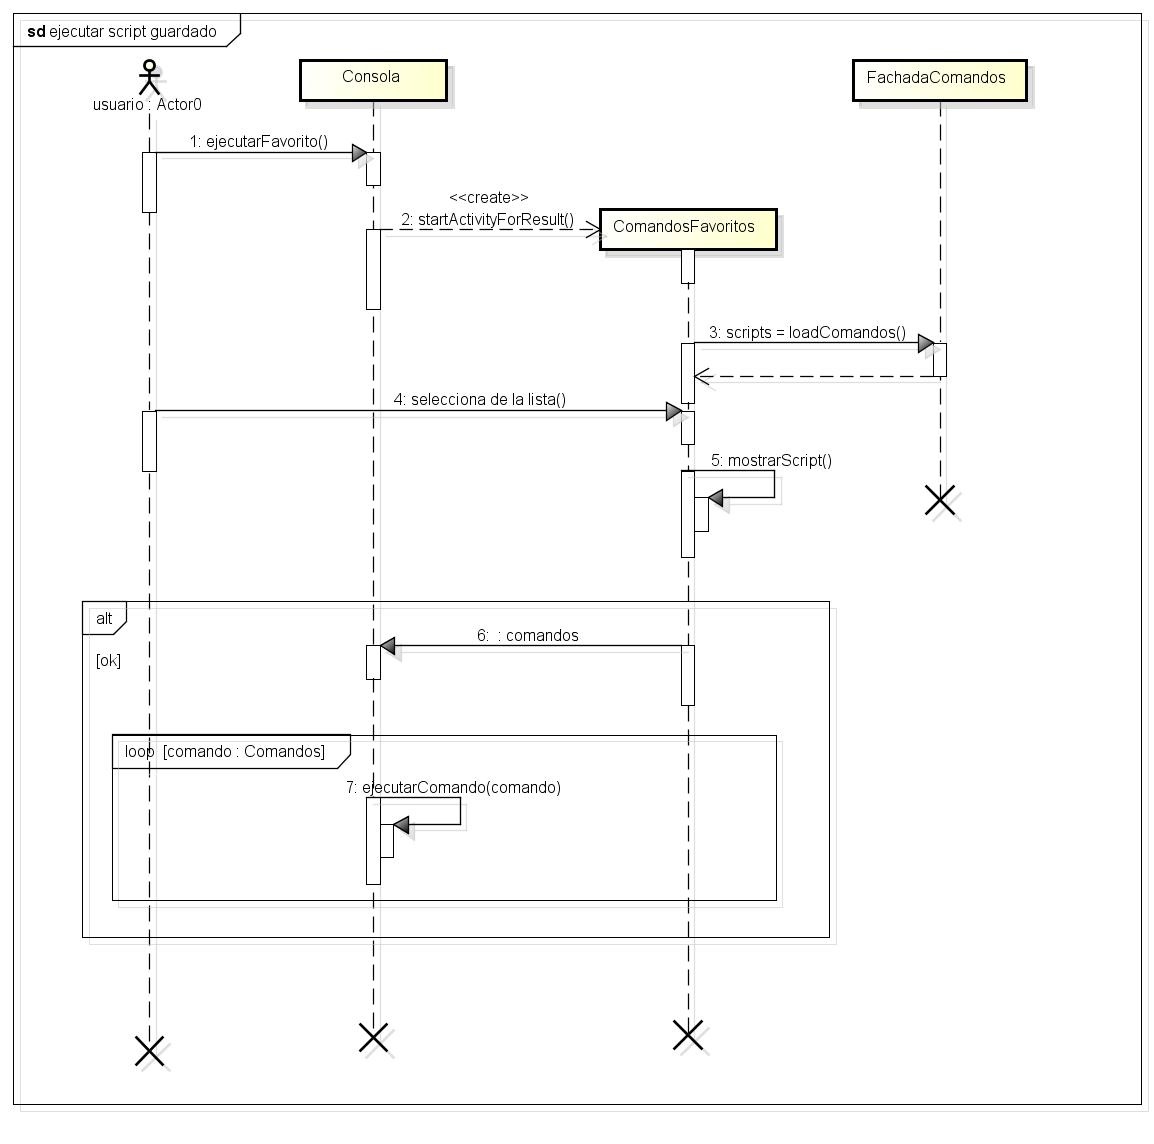 sd ejecutar script guardado
usuario : Actor0
Consola
FachadaComandos
1: ejecutarFavorito()
<<create>>
2: startActivityForResult()
ComandosFavoritos
3: scripts = loadComandos()
4: selecciona de la lista()
5: mostrarScript()
alt
[ok]
6:  : comandos
loop  [comando : Comandos]
7: ejecutarComando(comando)